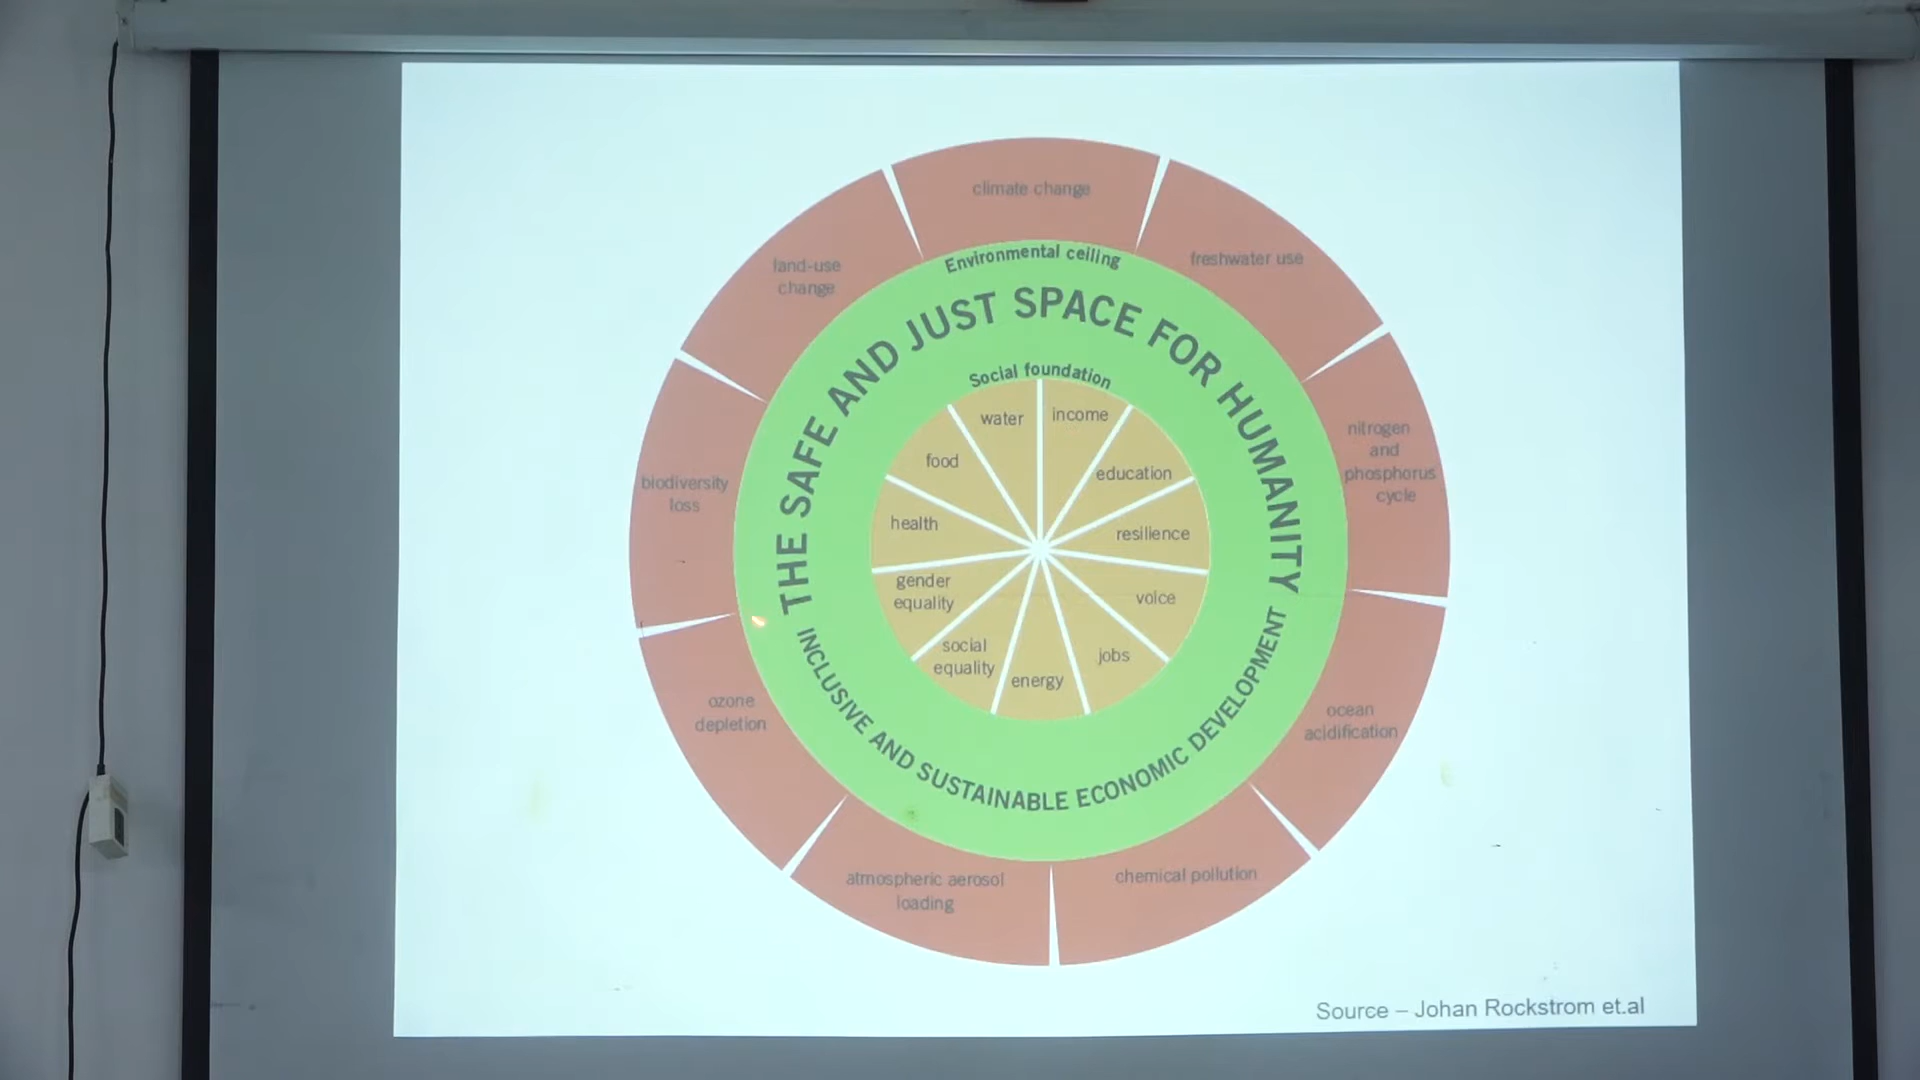 climate change
freshwater use
nitrogen
and
phosphorus
cycle
ocean
acidification
chemical pollution
atmospheric aerosol
loading
ozone
depletion
biodiversity
loss
land-use
change
Environmental ceiling
THE SAFE AND JUST SPACE FOR HUMANITY
INCLUSIVE AND SUSTAINABLE ECONOMIC DEVELOPMENT
Social foundation
income
education
resilience
voice
jobs
energy
social
equality
gender
equality
health
food
water
Source – Johan Rockstrom et.al